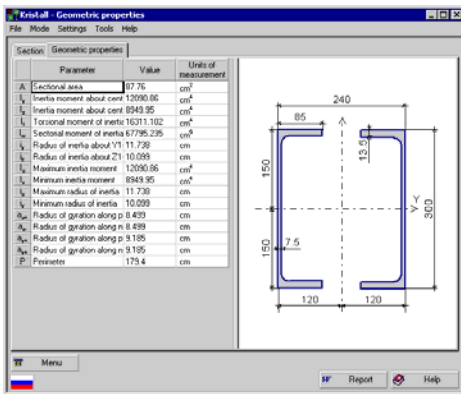 Kristall - Geometric properties
File Mode Settings Tools Help
Section Geometric properties
Parameter Value Units of measurement
A Sectional area 87.76 cm2
Inertia moment about cent 12090.86 cm4
Inertia moment about cent 8949.95 cm4
Torsional moment of inertia 16311.102 cm4
Sectorial moment of inertia 67795.235 cm6
Radius of inertia about Y1 11.738 cm
Radius of inertia about Z1 10.099 cm
Maximum inertia moment 12090.86 cm4
Minimum inertia moment 8949.95 cm4
Maximum radius of inertia 11.738 cm
Minimum radius of inertia 10.099 cm
Radius of gyration along p 8.499 cm
Radius of gyration along n 8.499 cm
Radius of gyration along p 9.185 cm
Radius of gyration along n 9.185 cm
P Perimeter 179.4 cm
240
85
13.5
150
Y
300
150
7.5
120 120
Menu
Report Help